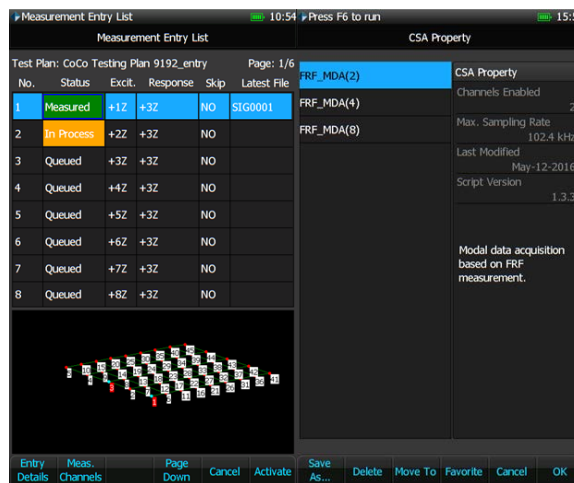 Measurement Entry List
10:54
Measurement Entry List
Test Plan: CoCo Testing Plan 9192_entry Page: 1/6
No. Status Excit. Response Skip Latest File
1 Measured +1Z +3Z NO SIG0001
2 In Process +2Z +3Z NO
3 Queued +3Z +3Z NO
4 Queued +4Z +3Z NO
5 Queued +5Z +3Z NO
6 Queued +6Z +3Z NO
7 Queued +7Z +3Z NO
8 Queued +8Z +3Z NO
Entry Details
Meas. Channels
Page Down
Cancel
Activate
Press F6 to run
15:5
CSA Property
FRF_MDA(2)
FRF_MDA(4)
FRF_MDA(8)
CSA Property
Channels Enabled
2
Max. Sampling Rate
102.4 kHz
Last Modified
May-12-2016
Script Version
1.3.3
Modal data acquisition
based on FRF
measurement.
Save As...
Delete
Move To
Favorite
Cancel
OK